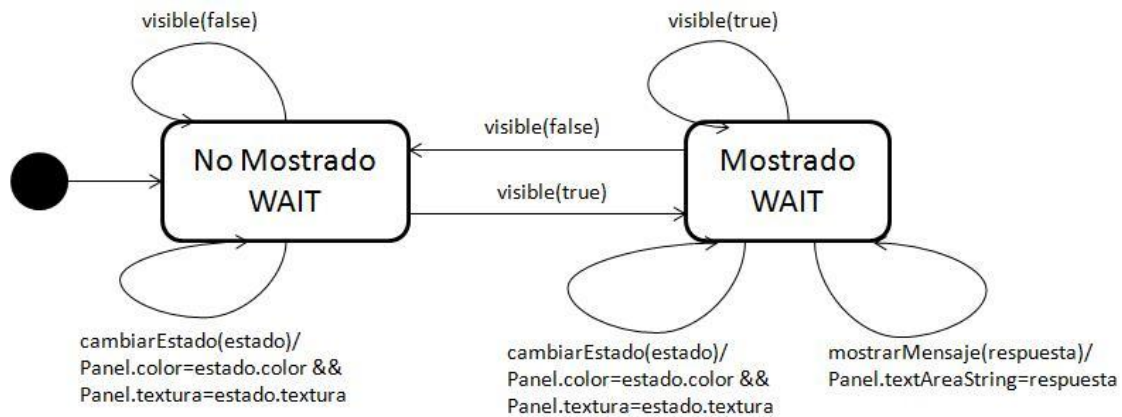 visible(false)
visible(true)
No Mostrado
WAIT
visible(false)
visible(true)
Mostrado
WAIT
cambiarEstado(estado)/
Panel.color=estado.color &&
Panel.textura=estado.textura
cambiarEstado(estado)/
Panel.color=estado.color &&
Panel.textura=estado.textura
mostrarMensaje(respuesta)/
Panel.textAreaString=respuesta